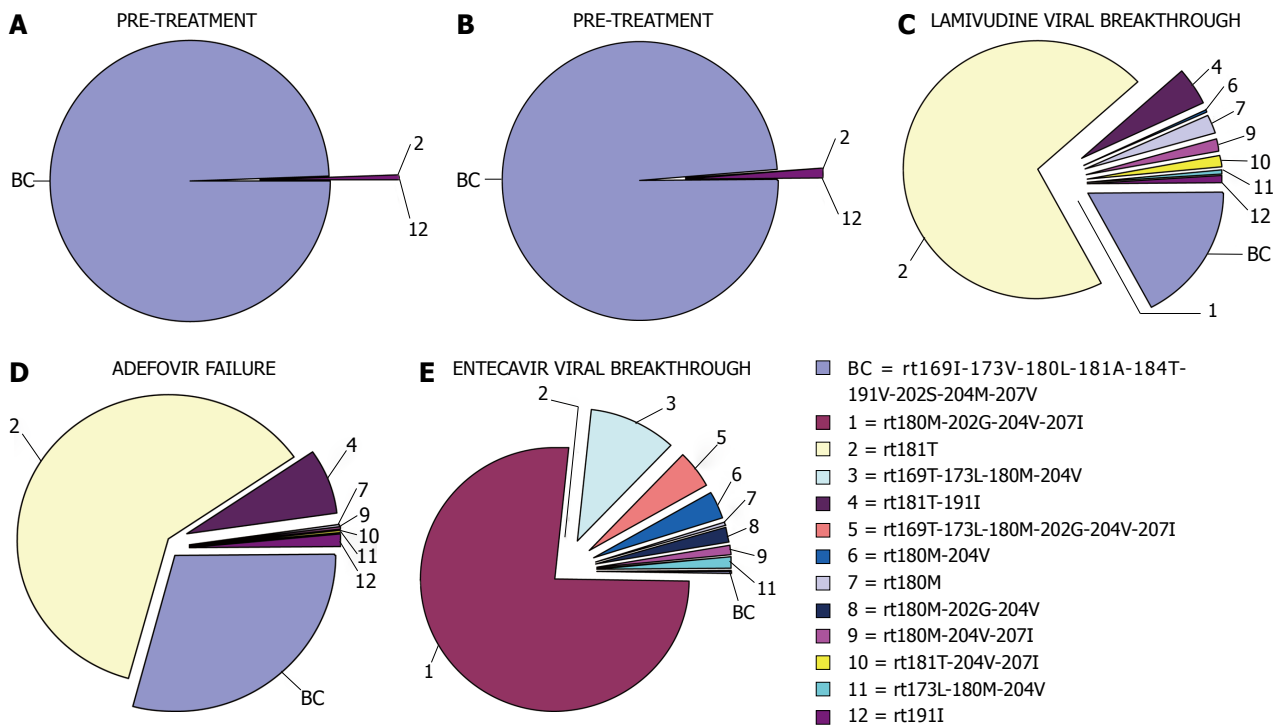 A PRE-TREATMENT
2
BC
12
B PRE-TREATMENT
2
BC
12
C LAMIVUDINE VIRAL BREAKTHROUGH
4
6
7
9
10
11
12
BC
2
1
D ADEFOVIR FAILURE
2
4
7
9
10
11
12
BC
E ENTECAVIR VIRAL BREAKTHROUGH
2
3
5
6
7
8
9
11
BC
1
BC = rt169I-173V-180L-181A-184T-
191V-202S-204M-207V
1 = rt180M-202G-204V-207I
2 = rt181T
3 = rt169T-173L-180M-204V
4 = rt181T-191I
5 = rt169T-173L-180M-202G-204V-207I
6 = rt180M-204V
7 = rt180M
8 = rt180M-202G-204V
9 = rt180M-204V-207I
10 = rt181T-204V-207I
11 = rt173L-180M-204V
12 = rt191I